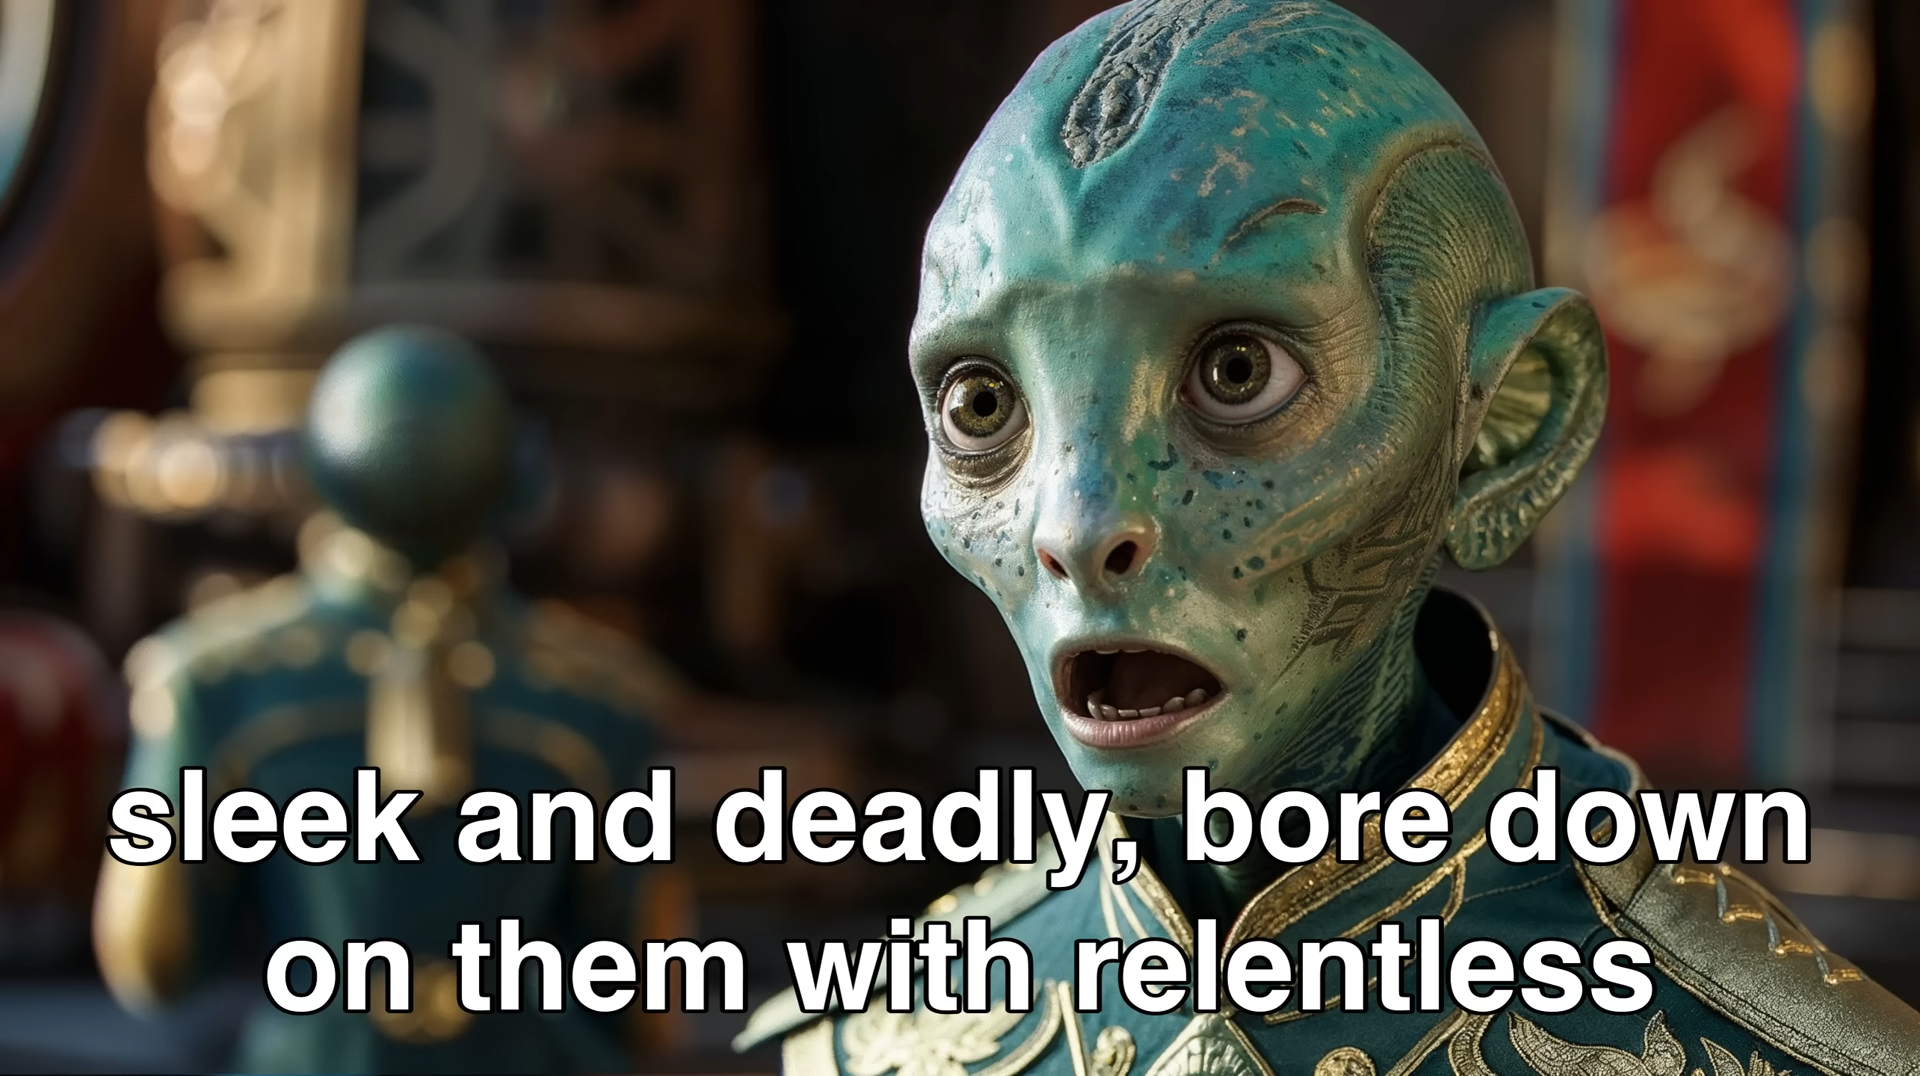 sleek and deadly, bore down
on them with relentless